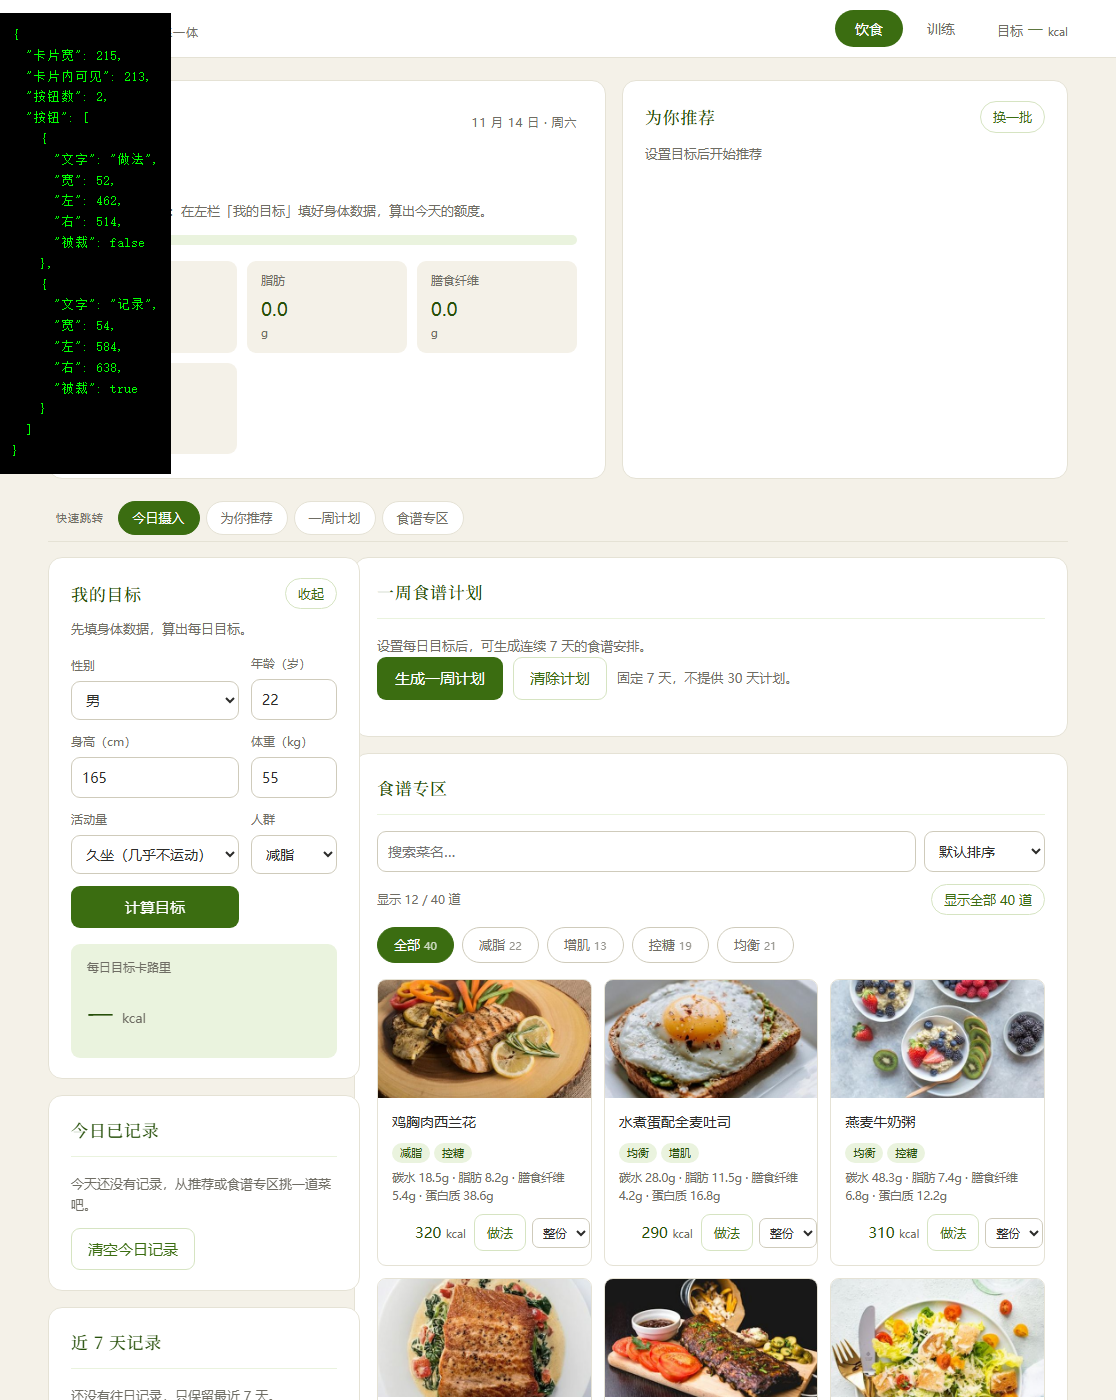 一体
饮食
训练
目标 — kcal
{
"卡片宽": 215,
"卡片内可见": 213,
"按钮数": 2,
"按钮": [
{
"文字": "做法",
"宽": 52,
"左": 462,
"右": 514,
"被裁": false
},
{
"文字": "记录",
"宽": 54,
"左": 584,
"右": 638,
"被裁": true
}
]
}
11 月 14 日 · 周六
在左栏「我的目标」填好身体数据，算出今天的额度。
脂肪
0.0
g
膳食纤维
0.0
g
为你推荐
换一批
设置目标后开始推荐
快速跳转
今日摄入
为你推荐
一周计划
食谱专区
我的目标
收起
先填身体数据，算出每日目标。
性别
年龄（岁）
男
22
身高（cm）
体重（kg）
165
55
活动量
人群
久坐（几乎不运动）
减脂
计算目标
每日目标卡路里
— kcal
今日已记录
今天还没有记录，从推荐或食谱专区挑一道菜
吧。
清空今日记录
近 7 天记录
还没有往日记录，只保留最近 7 天。
一周食谱计划
设置每日目标后，可生成连续 7 天的食谱安排。
生成一周计划
清除计划
固定 7 天，不提供 30 天计划。
食谱专区
搜索菜名...
默认排序
显示 12 / 40 道
显示全部 40 道
全部 40
减脂 22
增肌 13
控糖 19
均衡 21
鸡胸肉西兰花
减脂
控糖
碳水 18.5g · 脂肪 8.2g · 膳食纤维
5.4g · 蛋白质 38.6g
320 kcal
做法
整份
水煮蛋配全麦吐司
均衡
增肌
碳水 28.0g · 脂肪 11.5g · 膳食纤维
4.2g · 蛋白质 16.8g
290 kcal
做法
整份
燕麦牛奶粥
均衡
控糖
碳水 48.3g · 脂肪 7.4g · 膳食纤维
6.8g · 蛋白质 12.2g
310 kcal
做法
整份